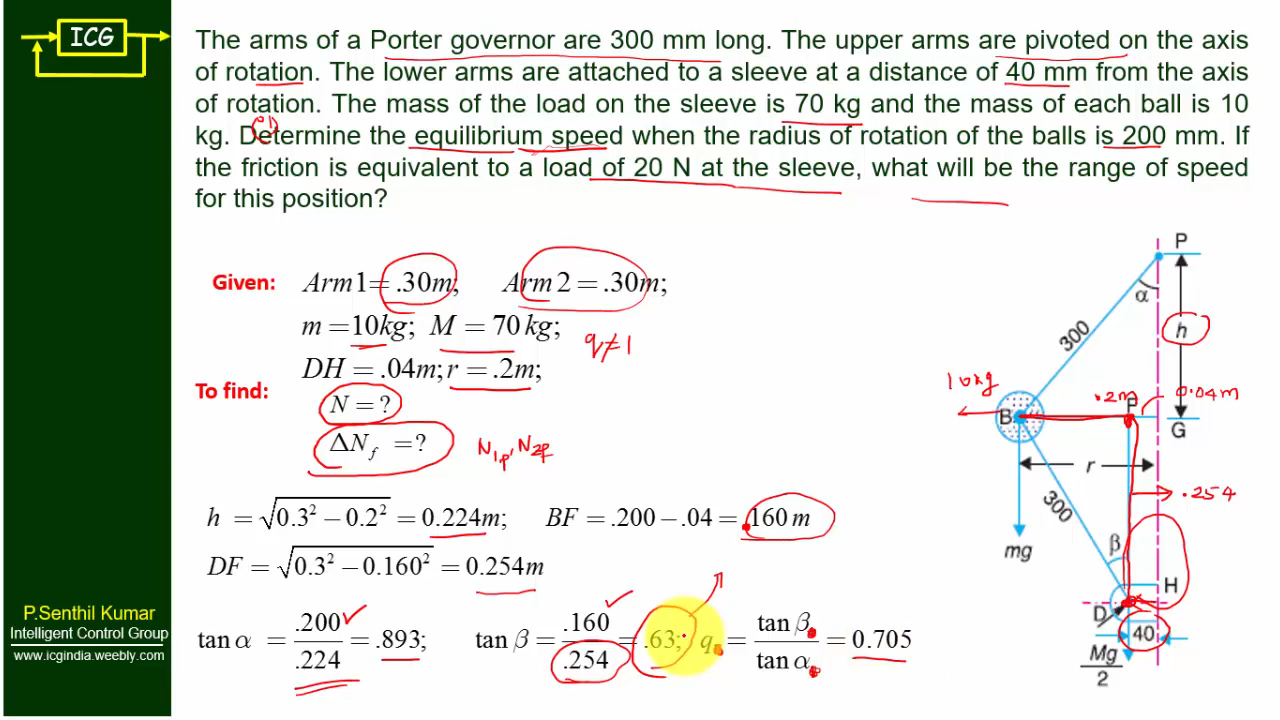 ICG
The arms of a Porter governor are 300 mm long. The upper arms are pivoted on the axis
of rotation. The lower arms are attached to a sleeve at a distance of 40 mm from the axis
of rotation. The mass of the load on the sleeve is 70 kg and the mass of each ball is 10
kg. Determine the equilibrium speed when the radius of rotation of the balls is 200 mm. If
the friction is equivalent to a load of 20 N at the sleeve, what will be the range of speed
for this position?
Given: Arm1= .30m; Arm 2 = .30m;
m =10kg; M = 70 kg;
q≠1
DH = .04m; r = .2m;
To find:
N = ?
ΔN_f = ?
N1p, N2p
h = √0.3² − 0.2² = 0.224m; BF = .200 − .04 = .160 m
DF = √0.3² − 0.160² = 0.254 m
tan α = .200/.224 = .893; tan β = .160/.254 = .63; q = tan β/tan α = 0.705
P
α
300
h
10kg
.2m
F
0.04m
B
G
r
.254
300
mg
β
H
D
40
Mg/2
P.Senthil Kumar
Intelligent Control Group
www.icgindia.weebly.com